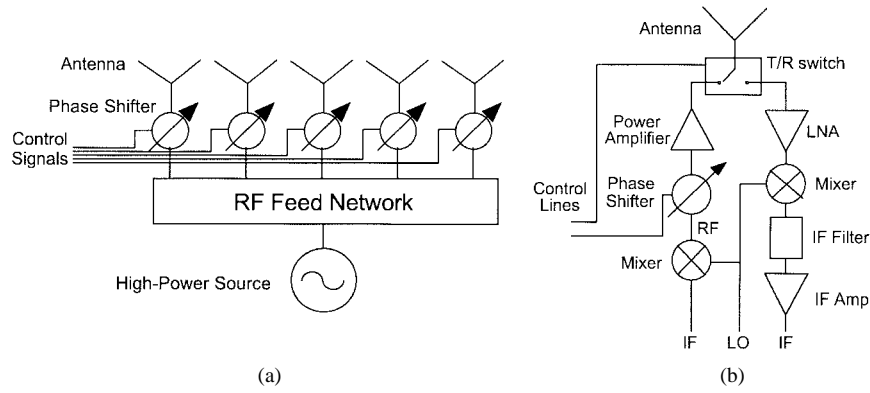 Antenna
Phase Shifter
Control
Signals
RF Feed Network
High-Power Source
(a)
Antenna
T/R switch
Power
Amplifier
LNA
Control
Lines
Phase
Shifter
Mixer
RF
IF Filter
Mixer
IF Amp
IF
LO
IF
(b)